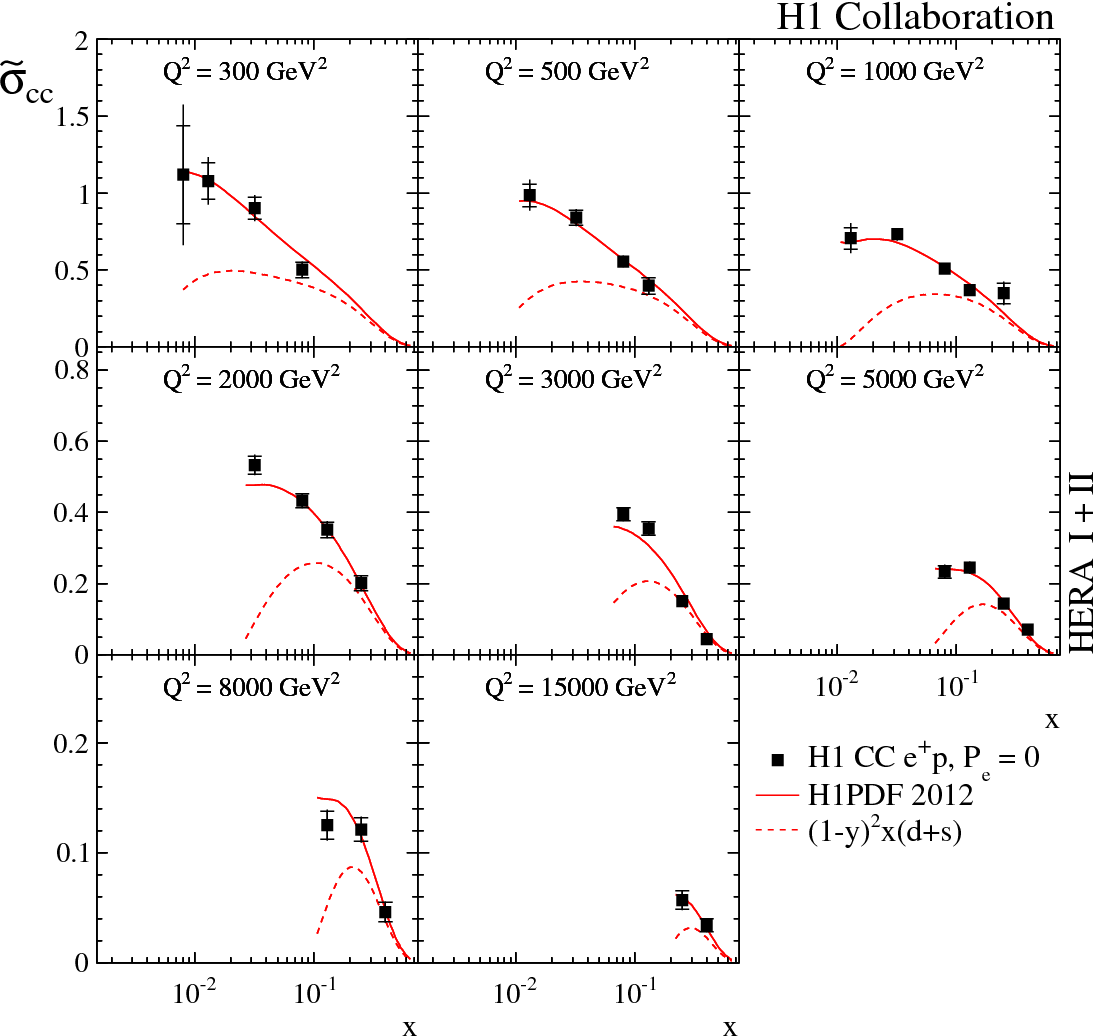 H1 Collaboration
σ̃cc
2
1.5
1
0.5
0
Q² = 300 GeV²
Q² = 500 GeV²
Q² = 1000 GeV²
0.8
0.6
0.4
0.2
0
Q² = 2000 GeV²
Q² = 3000 GeV²
Q² = 5000 GeV²
HERA I + II
10⁻²
10⁻¹
x
0.2
0.1
0
Q² = 8000 GeV²
Q² = 15000 GeV²
H1 CC e⁺p, Pₑ = 0
H1PDF 2012
(1-y)²x(d+s)
10⁻²
10⁻¹
10⁻²
10⁻¹
x
x